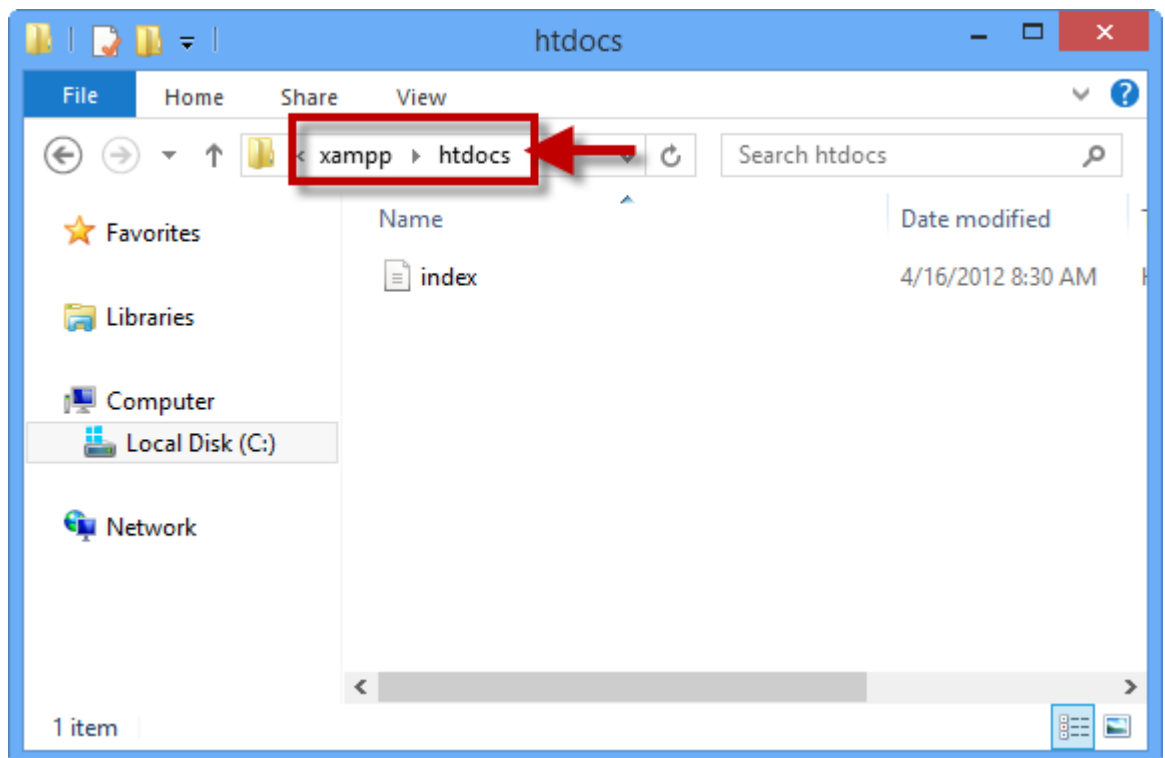 htdocs
File Home Share View
xampp htdocs Search htdocs
Name Date modified
Favorites
index 4/16/2012 8:30 AM
Libraries
Computer
Local Disk (C:)
Network
1 item